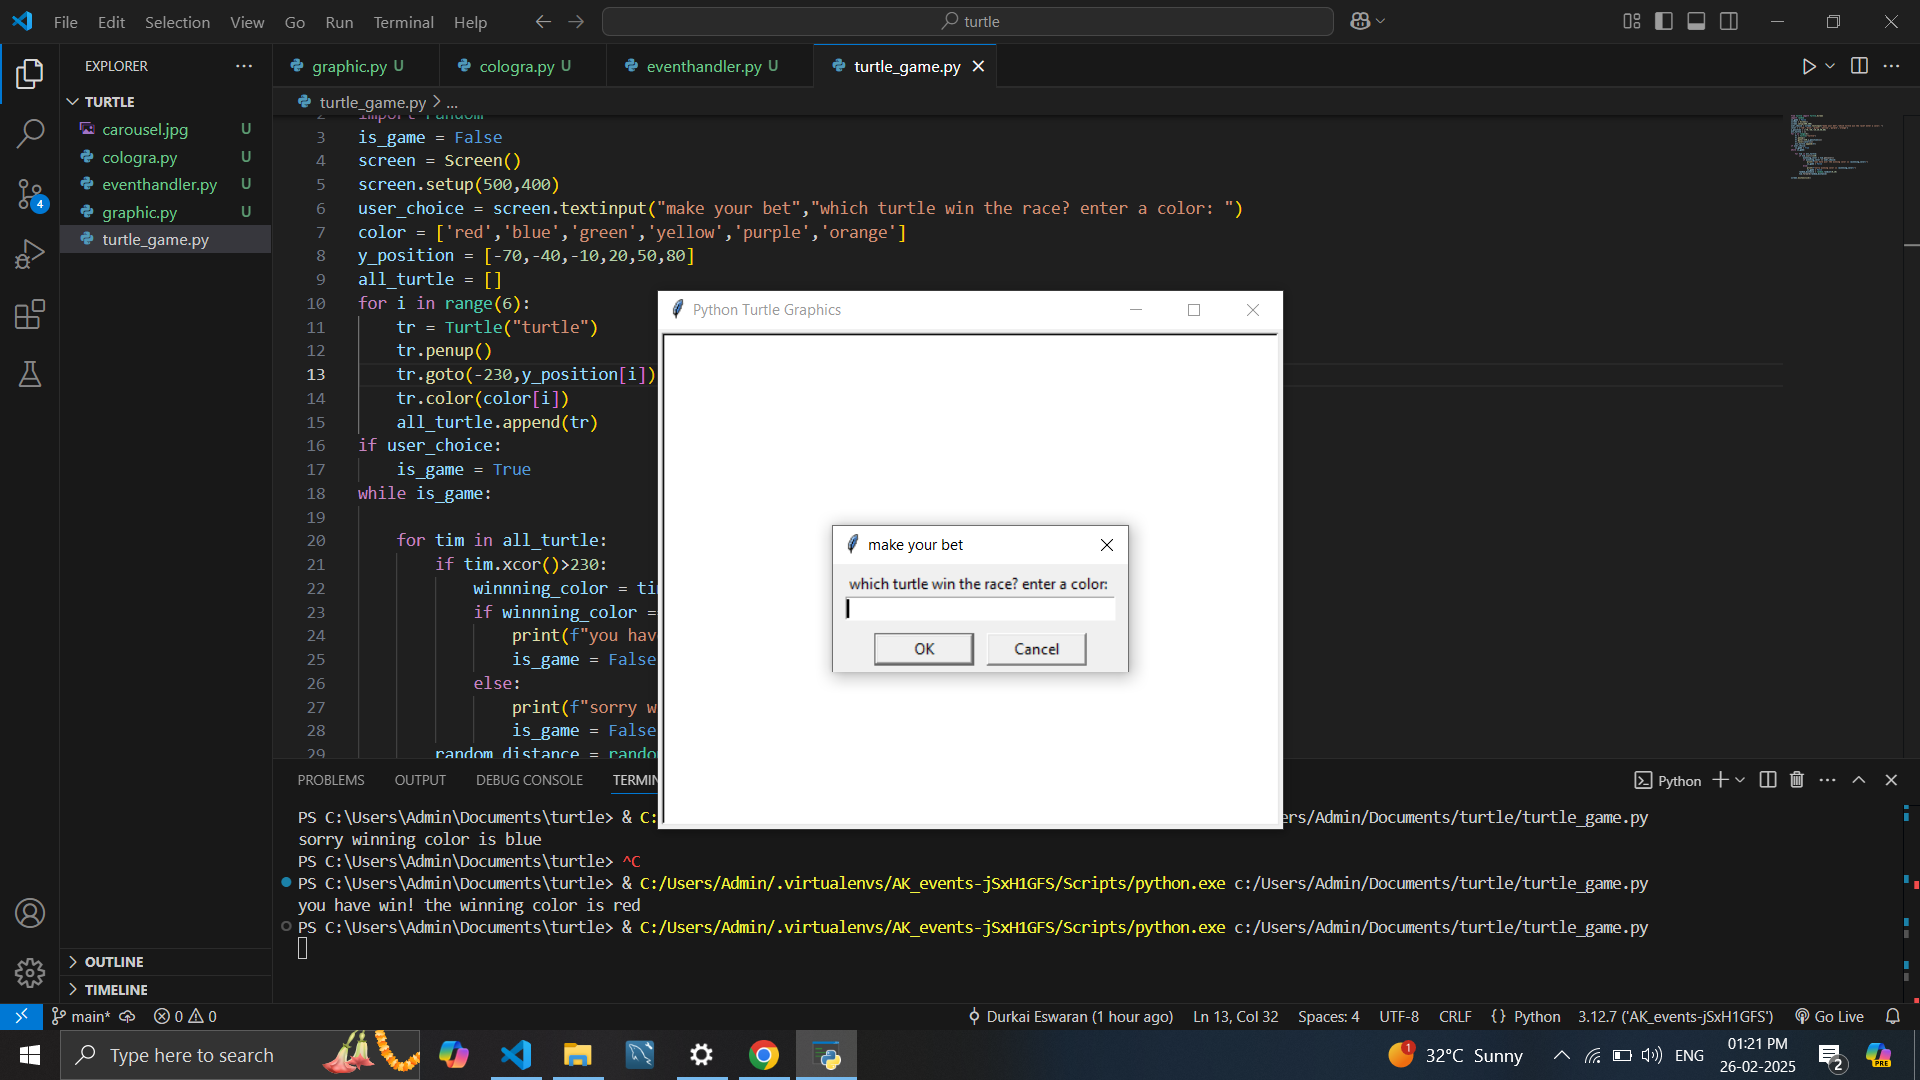 File Edit Selection View Go Run Terminal Help
turtle
EXPLORER
TURTLE
carousel.jpg U
cologra.py U
eventhandler.py U
graphic.py U
turtle_game.py
OUTLINE
TIMELINE
4
graphic.py U cologra.py U eventhandler.py U turtle_game.py
turtle_game.py > ...
2 import random
3 is_game = False
4 screen = Screen()
5 screen.setup(500,400)
6 user_choice = screen.textinput("make your bet","which turtle win the race? enter a color: ")
7 color = ['red','blue','green','yellow','purple','orange']
8 y_position = [-70,-40,-10,20,50,80]
9 all_turtle = []
10 for i in range(6):
11 tr = Turtle("turtle")
12 tr.penup()
13 tr.goto(-230,y_position[i])
14 tr.color(color[i])
15 all_turtle.append(tr)
16 if user_choice:
17 is_game = True
18 while is_game:
19
20 for tim in all_turtle:
21 if tim.xcor()>230:
22 winnning_color = ti
23 if winnning_color =
24 print(f"you hav
25 is_game = False
26 else:
27 print(f"sorry w
28 is_game = False
29 random_distance = rando
Python Turtle Graphics
make your bet
which turtle win the race? enter a color:
OK Cancel
PROBLEMS OUTPUT DEBUG CONSOLE TERMIN
Python
PS C:\Users\Admin\Documents\turtle> & C: ers/Admin/Documents/turtle/turtle_game.py
sorry winning color is blue
PS C:\Users\Admin\Documents\turtle> ^C
PS C:\Users\Admin\Documents\turtle> & C:/Users/Admin/.virtualenvs/AK_events-jSxH1GFS/Scripts/python.exe c:/Users/Admin/Documents/turtle/turtle_game.py
you have win! the winning color is red
PS C:\Users\Admin\Documents\turtle> & C:/Users/Admin/.virtualenvs/AK_events-jSxH1GFS/Scripts/python.exe c:/Users/Admin/Documents/turtle/turtle_game.py
main* 0 0 Durkai Eswaran (1 hour ago) Ln 13, Col 32 Spaces: 4 UTF-8 CRLF {} Python 3.12.7 ('AK_events-jSxH1GFS') Go Live
Type here to search
1 32°C Sunny ENG
01:21 PM
26-02-2025
2
PRE